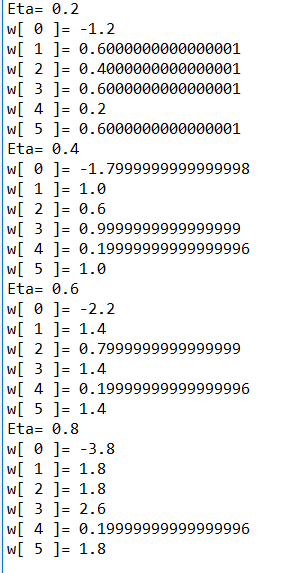 Eta= 0.2
w[ 0 ]= -1.2
w[ 1 ]= 0.6000000000000001
w[ 2 ]= 0.4000000000000001
w[ 3 ]= 0.6000000000000001
w[ 4 ]= 0.2
w[ 5 ]= 0.6000000000000001
Eta= 0.4
w[ 0 ]= -1.7999999999999998
w[ 1 ]= 1.0
w[ 2 ]= 0.6
w[ 3 ]= 0.9999999999999999
w[ 4 ]= 0.19999999999999996
w[ 5 ]= 1.0
Eta= 0.6
w[ 0 ]= -2.2
w[ 1 ]= 1.4
w[ 2 ]= 0.7999999999999999
w[ 3 ]= 1.4
w[ 4 ]= 0.19999999999999996
w[ 5 ]= 1.4
Eta= 0.8
w[ 0 ]= -3.8
w[ 1 ]= 1.8
w[ 2 ]= 1.8
w[ 3 ]= 2.6
w[ 4 ]= 0.19999999999999996
w[ 5 ]= 1.8